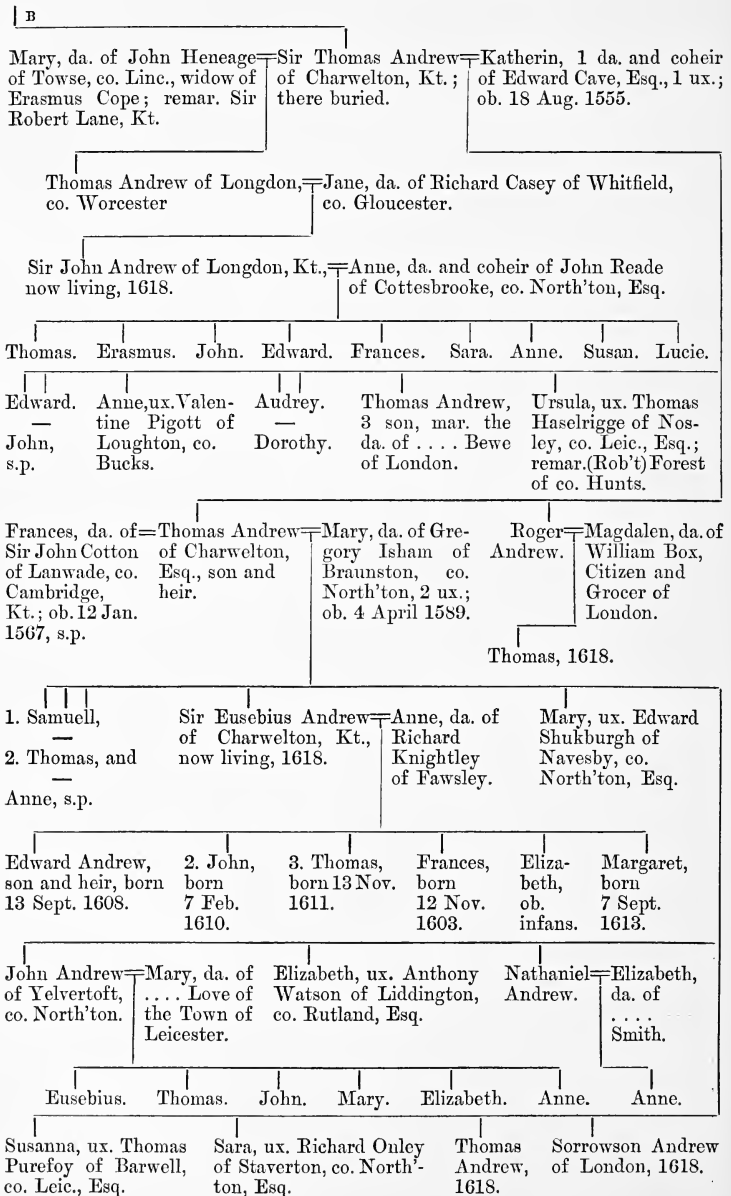 B
Mary, da. of John Heneage
of Towse, co. Linc., widow of
Erasmus Cope; remar. Sir
Robert Lane, Kt.
Sir Thomas Andrew
of Charwelton, Kt.;
there buried.
Katherin, 1 da. and coheir
of Edward Cave, Esq., 1 ux.;
ob. 18 Aug. 1555.
Thomas Andrew of Longdon,
co. Worcester
Jane, da. of Richard Casey of Whitfield,
co. Gloucester.
Sir John Andrew of Longdon, Kt.,
now living, 1618.
Anne, da. and coheir of John Reade
of Cottesbrooke, co. North'ton, Esq.
Thomas. Erasmus. John. Edward. Frances. Sara. Anne. Susan. Lucie.
Edward.
—
John,
s.p.
Anne, ux. Valen-
tine Pigott of
Loughton, co.
Bucks.
Audrey.
—
Dorothy.
Thomas Andrew,
3 son, mar. the
da. of .... Bewe
of London.
Ursula, ux. Thomas
Haselrigge of Nos-
ley, co. Leic., Esq.;
remar. (Rob't) Forest
of co. Hunts.
Frances, da. of
Sir John Cotton
of Lanwade, co.
Cambridge,
Kt.; ob. 12 Jan.
1567, s.p.
=
Thomas Andrew
of Charwelton,
Esq., son and
heir.
Mary, da. of Gre-
gory Isham of
Braunston, co.
North'ton, 2 ux.;
ob. 4 April 1589.
Roger
Andrew.
Magdalen, da. of
William Box,
Citizen and
Grocer of
London.
Thomas, 1618.
1. Samuell,
—
2. Thomas, and
—
Anne, s.p.
Sir Eusebius Andrew
of Charwelton, Kt.,
now living, 1618.
Anne, da. of
Richard
Knightley
of Fawsley.
Mary, ux. Edward
Shukburgh of
Navesby, co.
North'ton, Esq.
Edward Andrew,
son and heir, born
13 Sept. 1608.
2. John,
born
7 Feb.
1610.
3. Thomas,
born 13 Nov.
1611.
Frances,
born
12 Nov.
1603.
Eliza-
beth,
ob.
infans.
Margaret,
born
7 Sept.
1613.
John Andrew
of Yelvertoft,
co. North'ton.
Mary, da. of
.... Love of
the Town of
Leicester.
Elizabeth, ux. Anthony
Watson of Liddington,
co. Rutland, Esq.
Nathaniel
Andrew.
Elizabeth,
da. of
....
Smith.
Eusebius. Thomas. John. Mary. Elizabeth. Anne. Anne.
Susanna, ux. Thomas
Purefoy of Barwell,
co. Leic., Esq.
Sara, ux. Richard Onley
of Staverton, co. North'-
ton, Esq.
Thomas
Andrew,
1618.
Sorrowson Andrew
of London, 1618.